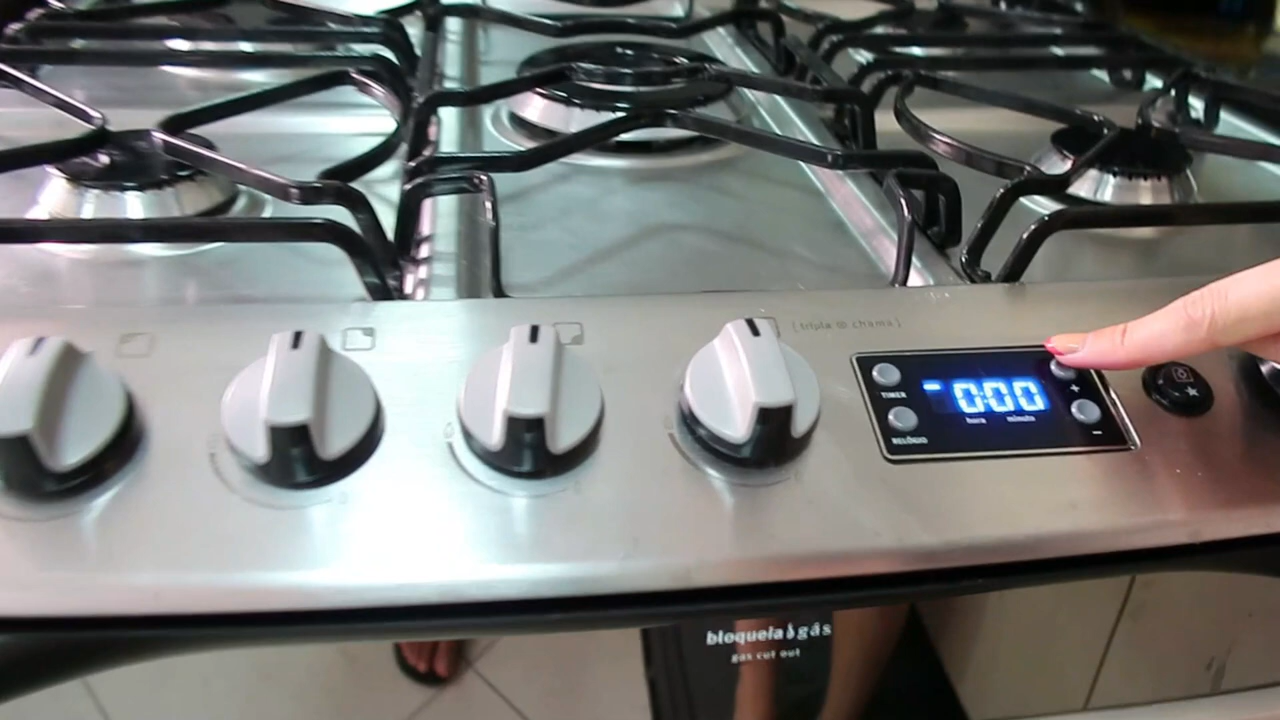 [tripla chama]
TIMER
0:00
+
hora minuto
RELÓGIO
-
bloqueia gás
gas cut out